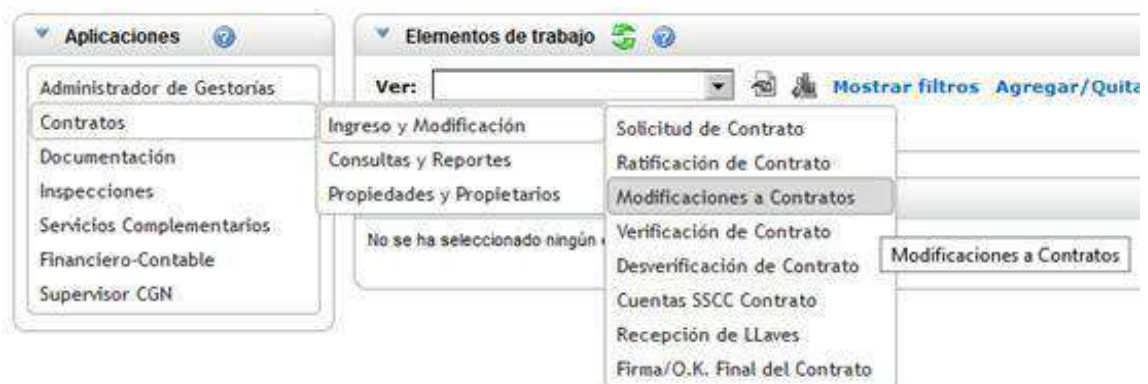 Aplicaciones
Elementos de trabajo
Administrador de Gestorías
Ver:
Mostrar filtros Agregar/Quita
Contratos
Ingreso y Modificación
Solicitud de Contrato
Documentación
Consultas y Reportes
Ratificación de Contrato
Inspecciones
Propiedades y Propietarios
Modificaciones a Contratos
Servicios Complementarios
No se ha seleccionado ningún
Verificación de Contrato
Modificaciones a Contratos
Financiero-Contable
Desverificación de Contrato
Supervisor CGN
Cuentas SSCC Contrato
Recepción de LLaves
Firma/O.K. Final del Contrato